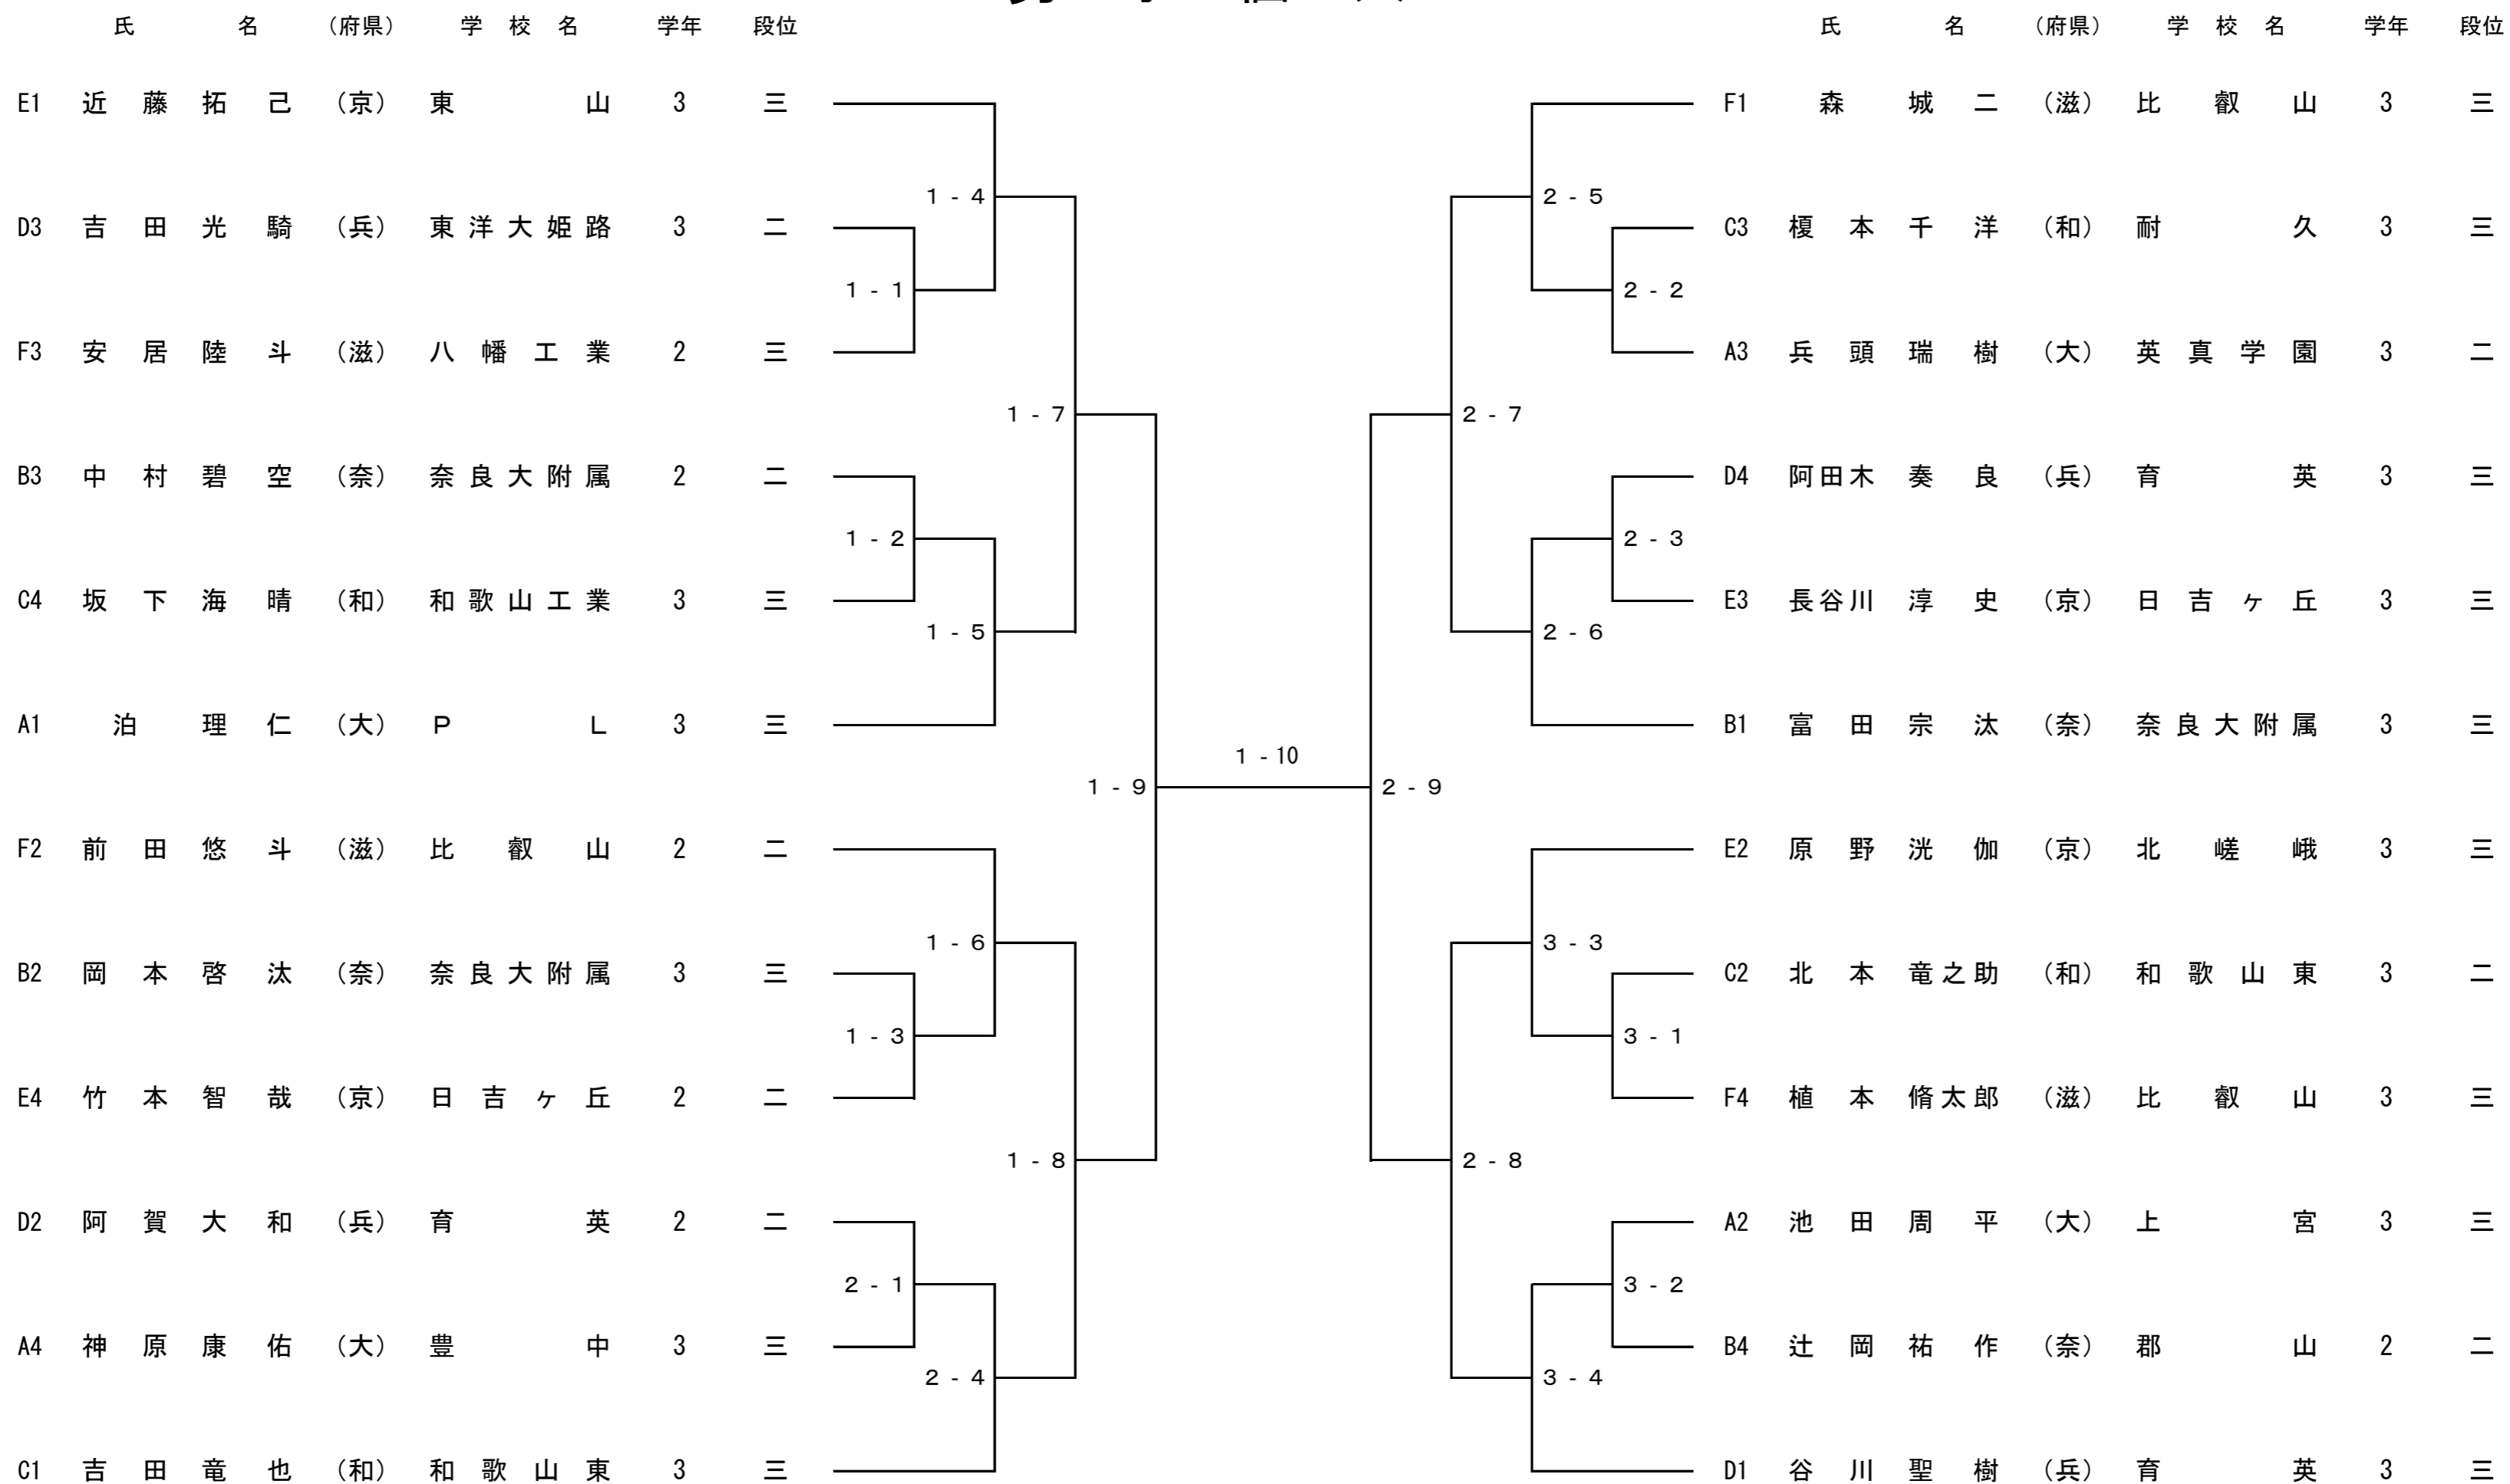 氏 名 （府県） 学 校 名 学年 段位
E1 近 藤 拓 己 （京） 東 山 3 三
D3 吉 田 光 騎 （兵） 東 洋 大 姫 路 3 二
F3 安 居 陸 斗 （滋） 八 幡 工 業 2 三
B3 中 村 碧 空 （奈） 奈 良 大 附 属 2 二
C4 坂 下 海 晴 （和） 和 歌 山 工 業 3 三
A1 泊 理 仁 （大） Ｐ Ｌ 3 三
F2 前 田 悠 斗 （滋） 比 叡 山 2 二
B2 岡 本 啓 汰 （奈） 奈 良 大 附 属 3 三
E4 竹 本 智 哉 （京） 日 吉 ヶ 丘 2 二
D2 阿 賀 大 和 （兵） 育 英 2 二
A4 神 原 康 佑 （大） 豊 中 3 三
C1 吉 田 竜 也 （和） 和 歌 山 東 3 三
1 - 4
1 - 1
1 - 7
1 - 2
1 - 5
1 - 9
1 - 6
1 - 3
1 - 8
2 - 1
2 - 4
1 - 10
2 - 5
2 - 2
2 - 7
2 - 3
2 - 6
2 - 9
3 - 3
3 - 1
2 - 8
3 - 2
3 - 4
氏 名 （府県） 学 校 名 学年 段位
F1 森 城 二 （滋） 比 叡 山 3 三
C3 榎 本 千 洋 （和） 耐 久 3 三
A3 兵 頭 瑞 樹 （大） 英 真 学 園 3 二
D4 阿田木 奏 良 （兵） 育 英 3 三
E3 長谷川 淳 史 （京） 日 吉 ヶ 丘 3 三
B1 富 田 宗 汰 （奈） 奈 良 大 附 属 3 三
E2 原 野 洸 伽 （京） 北 嵯 峨 3 三
C2 北 本 竜之助 （和） 和 歌 山 東 3 二
F4 植 本 脩太郎 （滋） 比 叡 山 3 三
A2 池 田 周 平 （大） 上 宮 3 三
B4 辻 岡 祐 作 （奈） 郡 山 2 二
D1 谷 川 聖 樹 （兵） 育 英 3 三